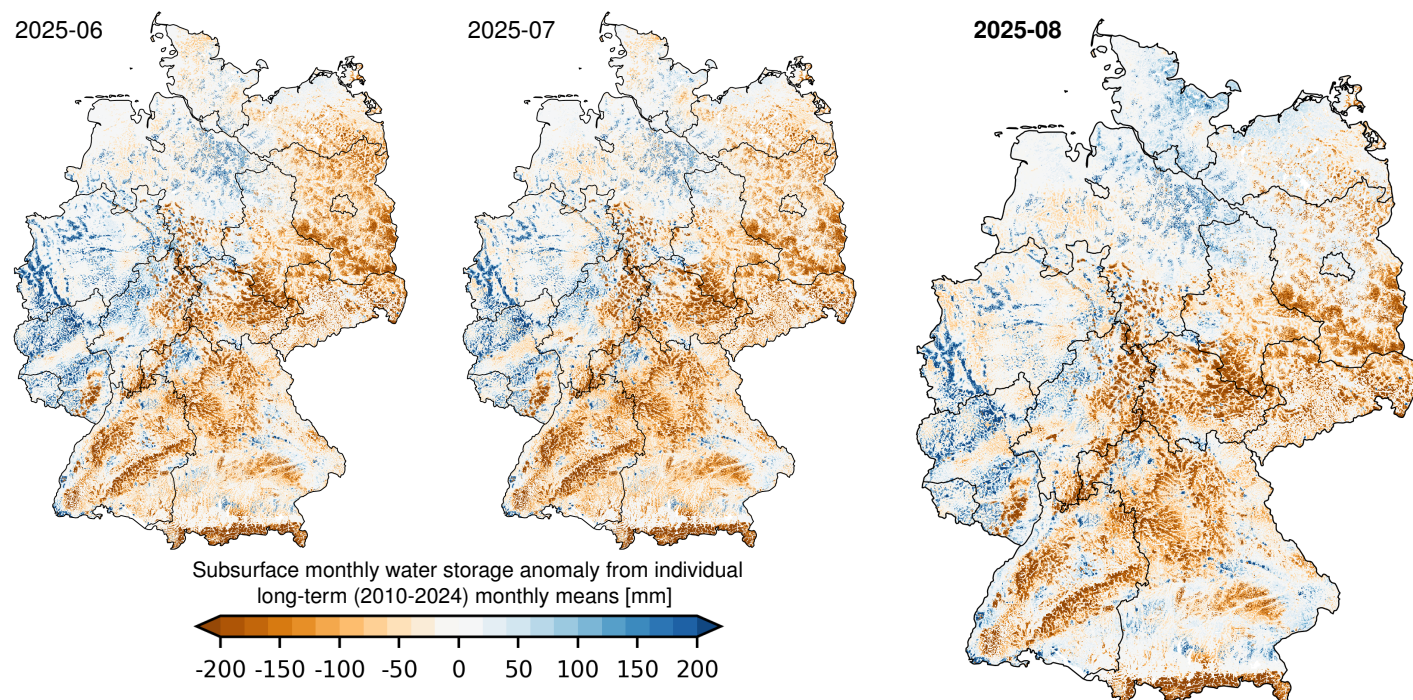 2025-06
2025-07
2025-08
Subsurface monthly water storage anomaly from individual
long-term (2010-2024) monthly means [mm]
-200 -150 -100 -50 0 50 100 150 200